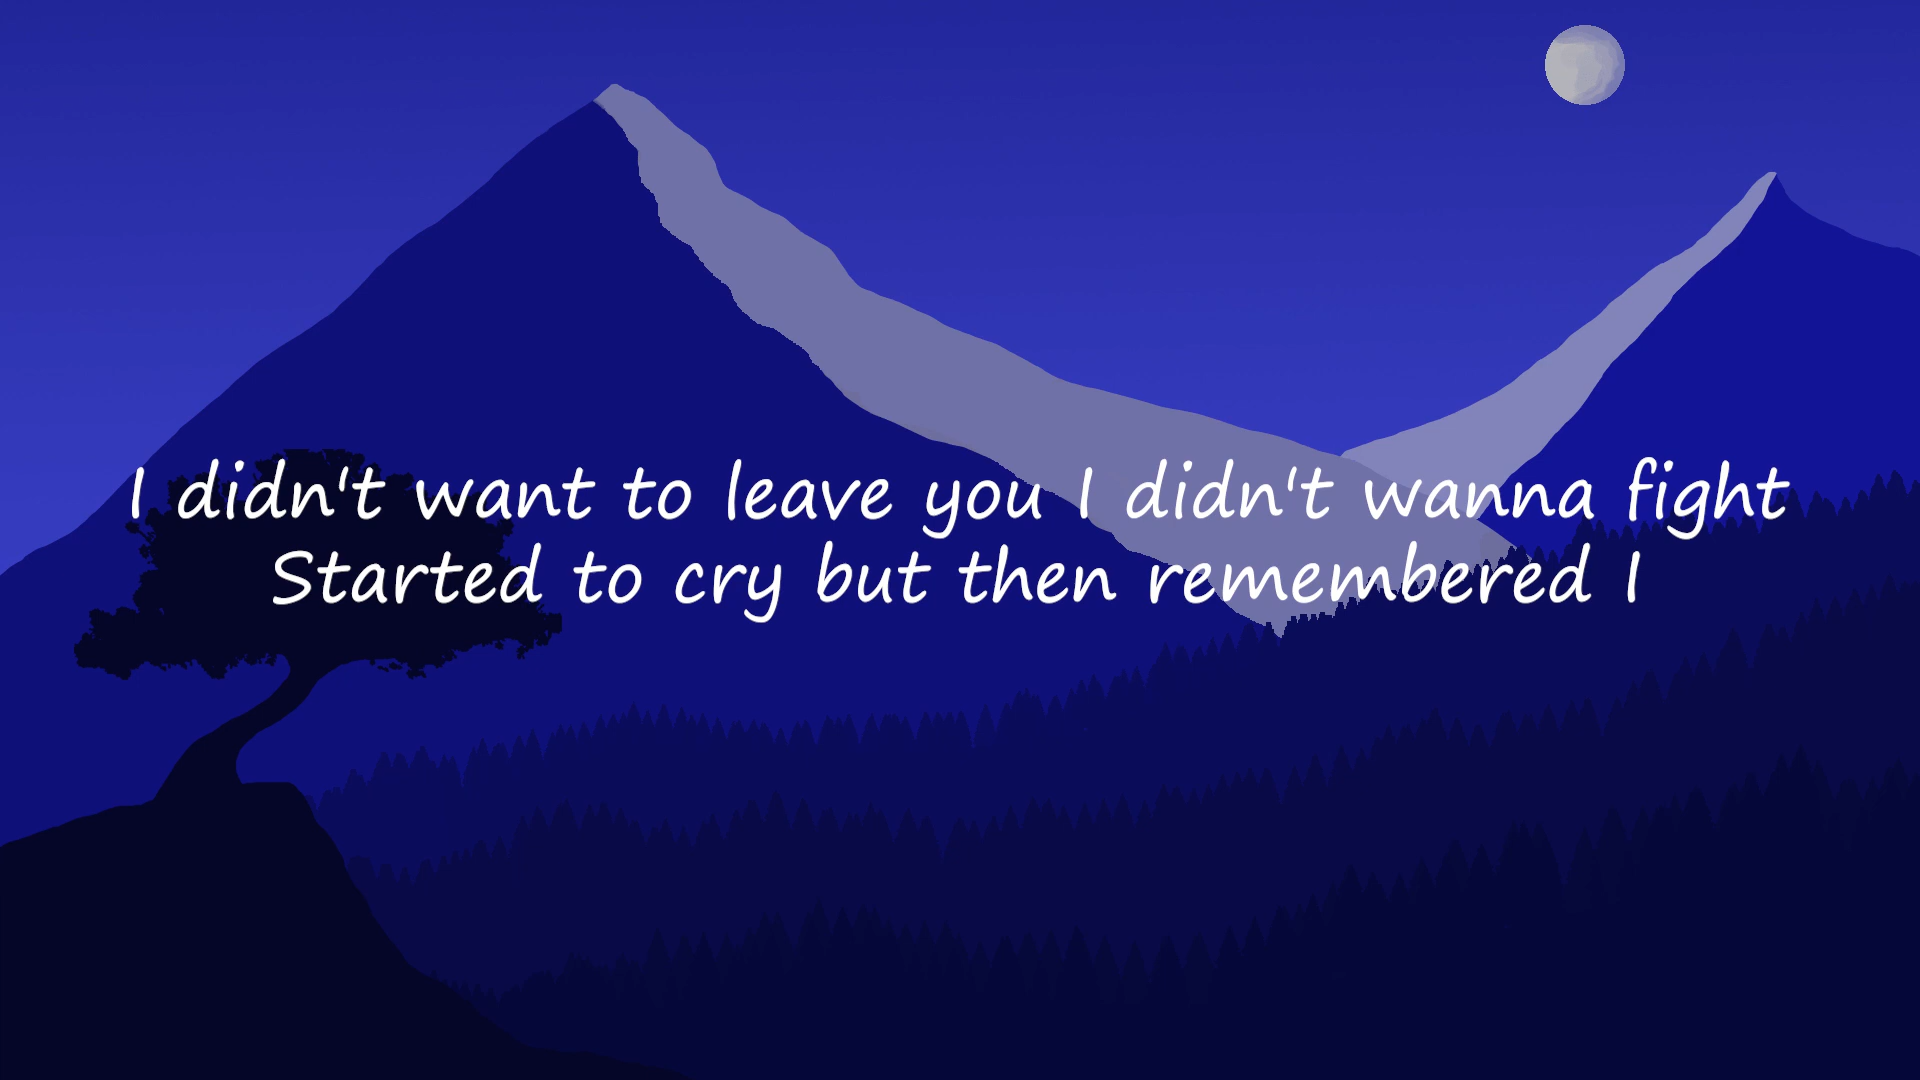 I didn't want to leave you I didn't wanna fight
Started to cry but then remembered I